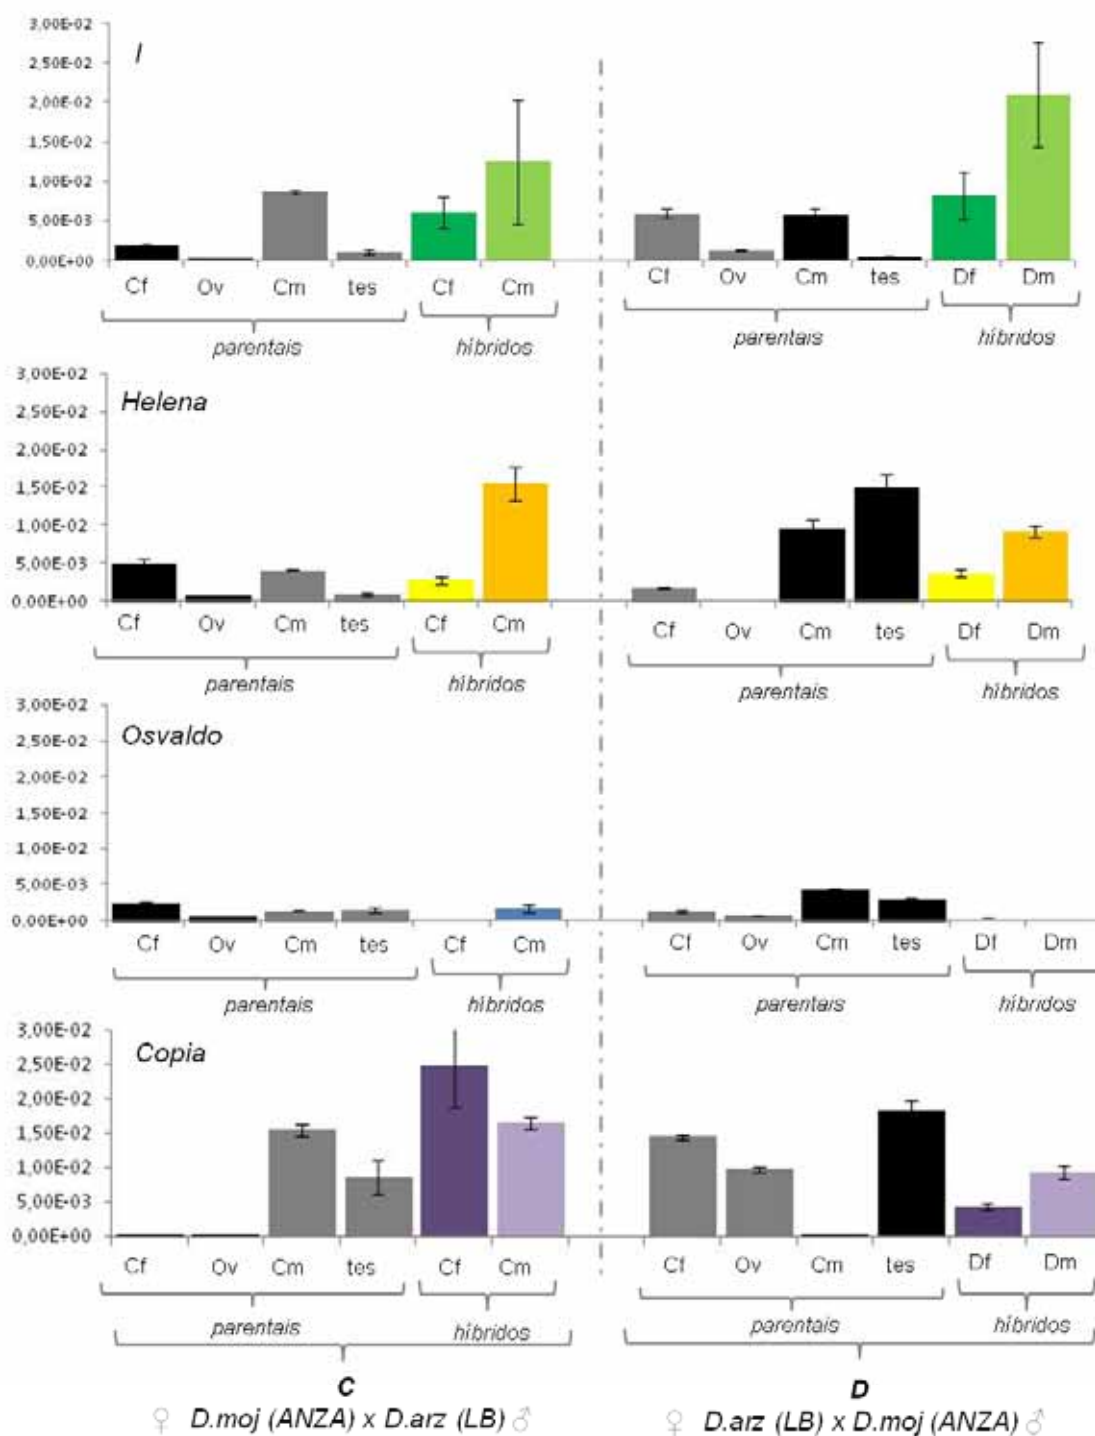 3,00E-02
2,50E-02
2,00E-02
1,50E-02
1,00E-02
5,00E-03
0,00E+00
I
Cf Ov Cm tes Cf Cm
parentais híbridos
Cf Ov Cm tes Df Dm
parentais híbridos
3,00E-02
2,50E-02
2,00E-02
1,50E-02
1,00E-02
5,00E-03
0,00E+00
Helena
Cf Ov Cm tes Cf Cm
parentais híbridos
Cf Ov Cm tes Df Dm
parentais híbridos
3,00E-02
2,50E-02
2,00E-02
1,50E-02
1,00E-02
5,00E-03
0,00E+00
Osvaldo
Cf Ov Cm tes Cf Cm
parentais híbridos
Cf Ov Cm tes Df Dm
parentais híbridos
3,00E-02
2,50E-02
2,00E-02
1,50E-02
1,00E-02
5,00E-03
0,00E+00
Copia
Cf Ov Cm tes Cf Cm
parentais híbridos
Cf Ov Cm tes Df Dm
parentais híbridos
C
♀ D.moj (ANZA) x D.arz (LB) ♂
D
♀ D.arz (LB) x D.moj (ANZA) ♂